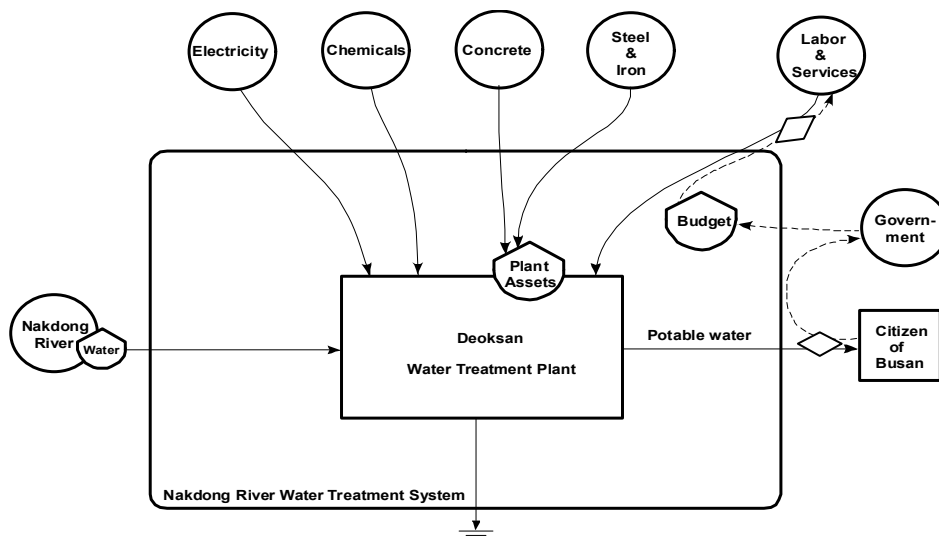 Electricity
Chemicals
Concrete
Steel
&
Iron
Labor
&
Services
Budget
Govern-
ment
Plant
Assets
Nakdong
River
Water
Deoksan
Water Treatment Plant
Potable water
Citizen
of
Busan
Nakdong River Water Treatment System